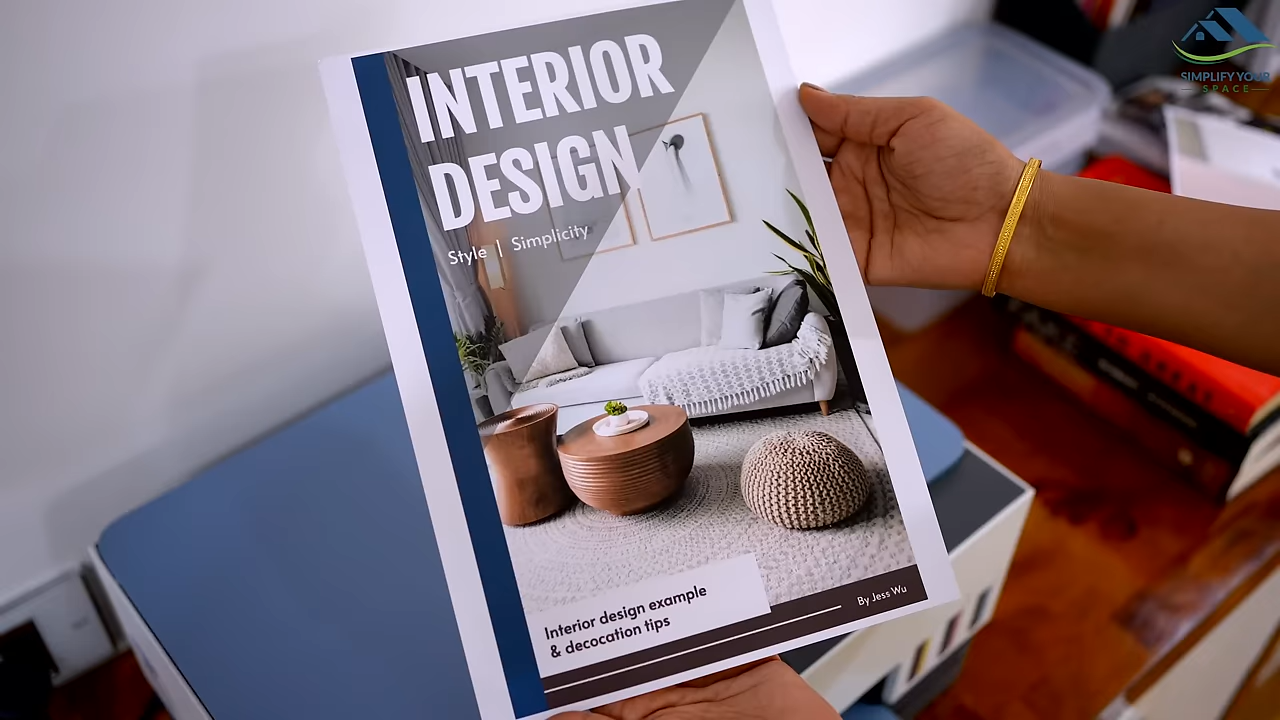 INTERIOR
DESIGN
Style | Simplicity
Interior design example
& decocation tips
By Jess Wu
SIMPLIFY YOUR
SPACE